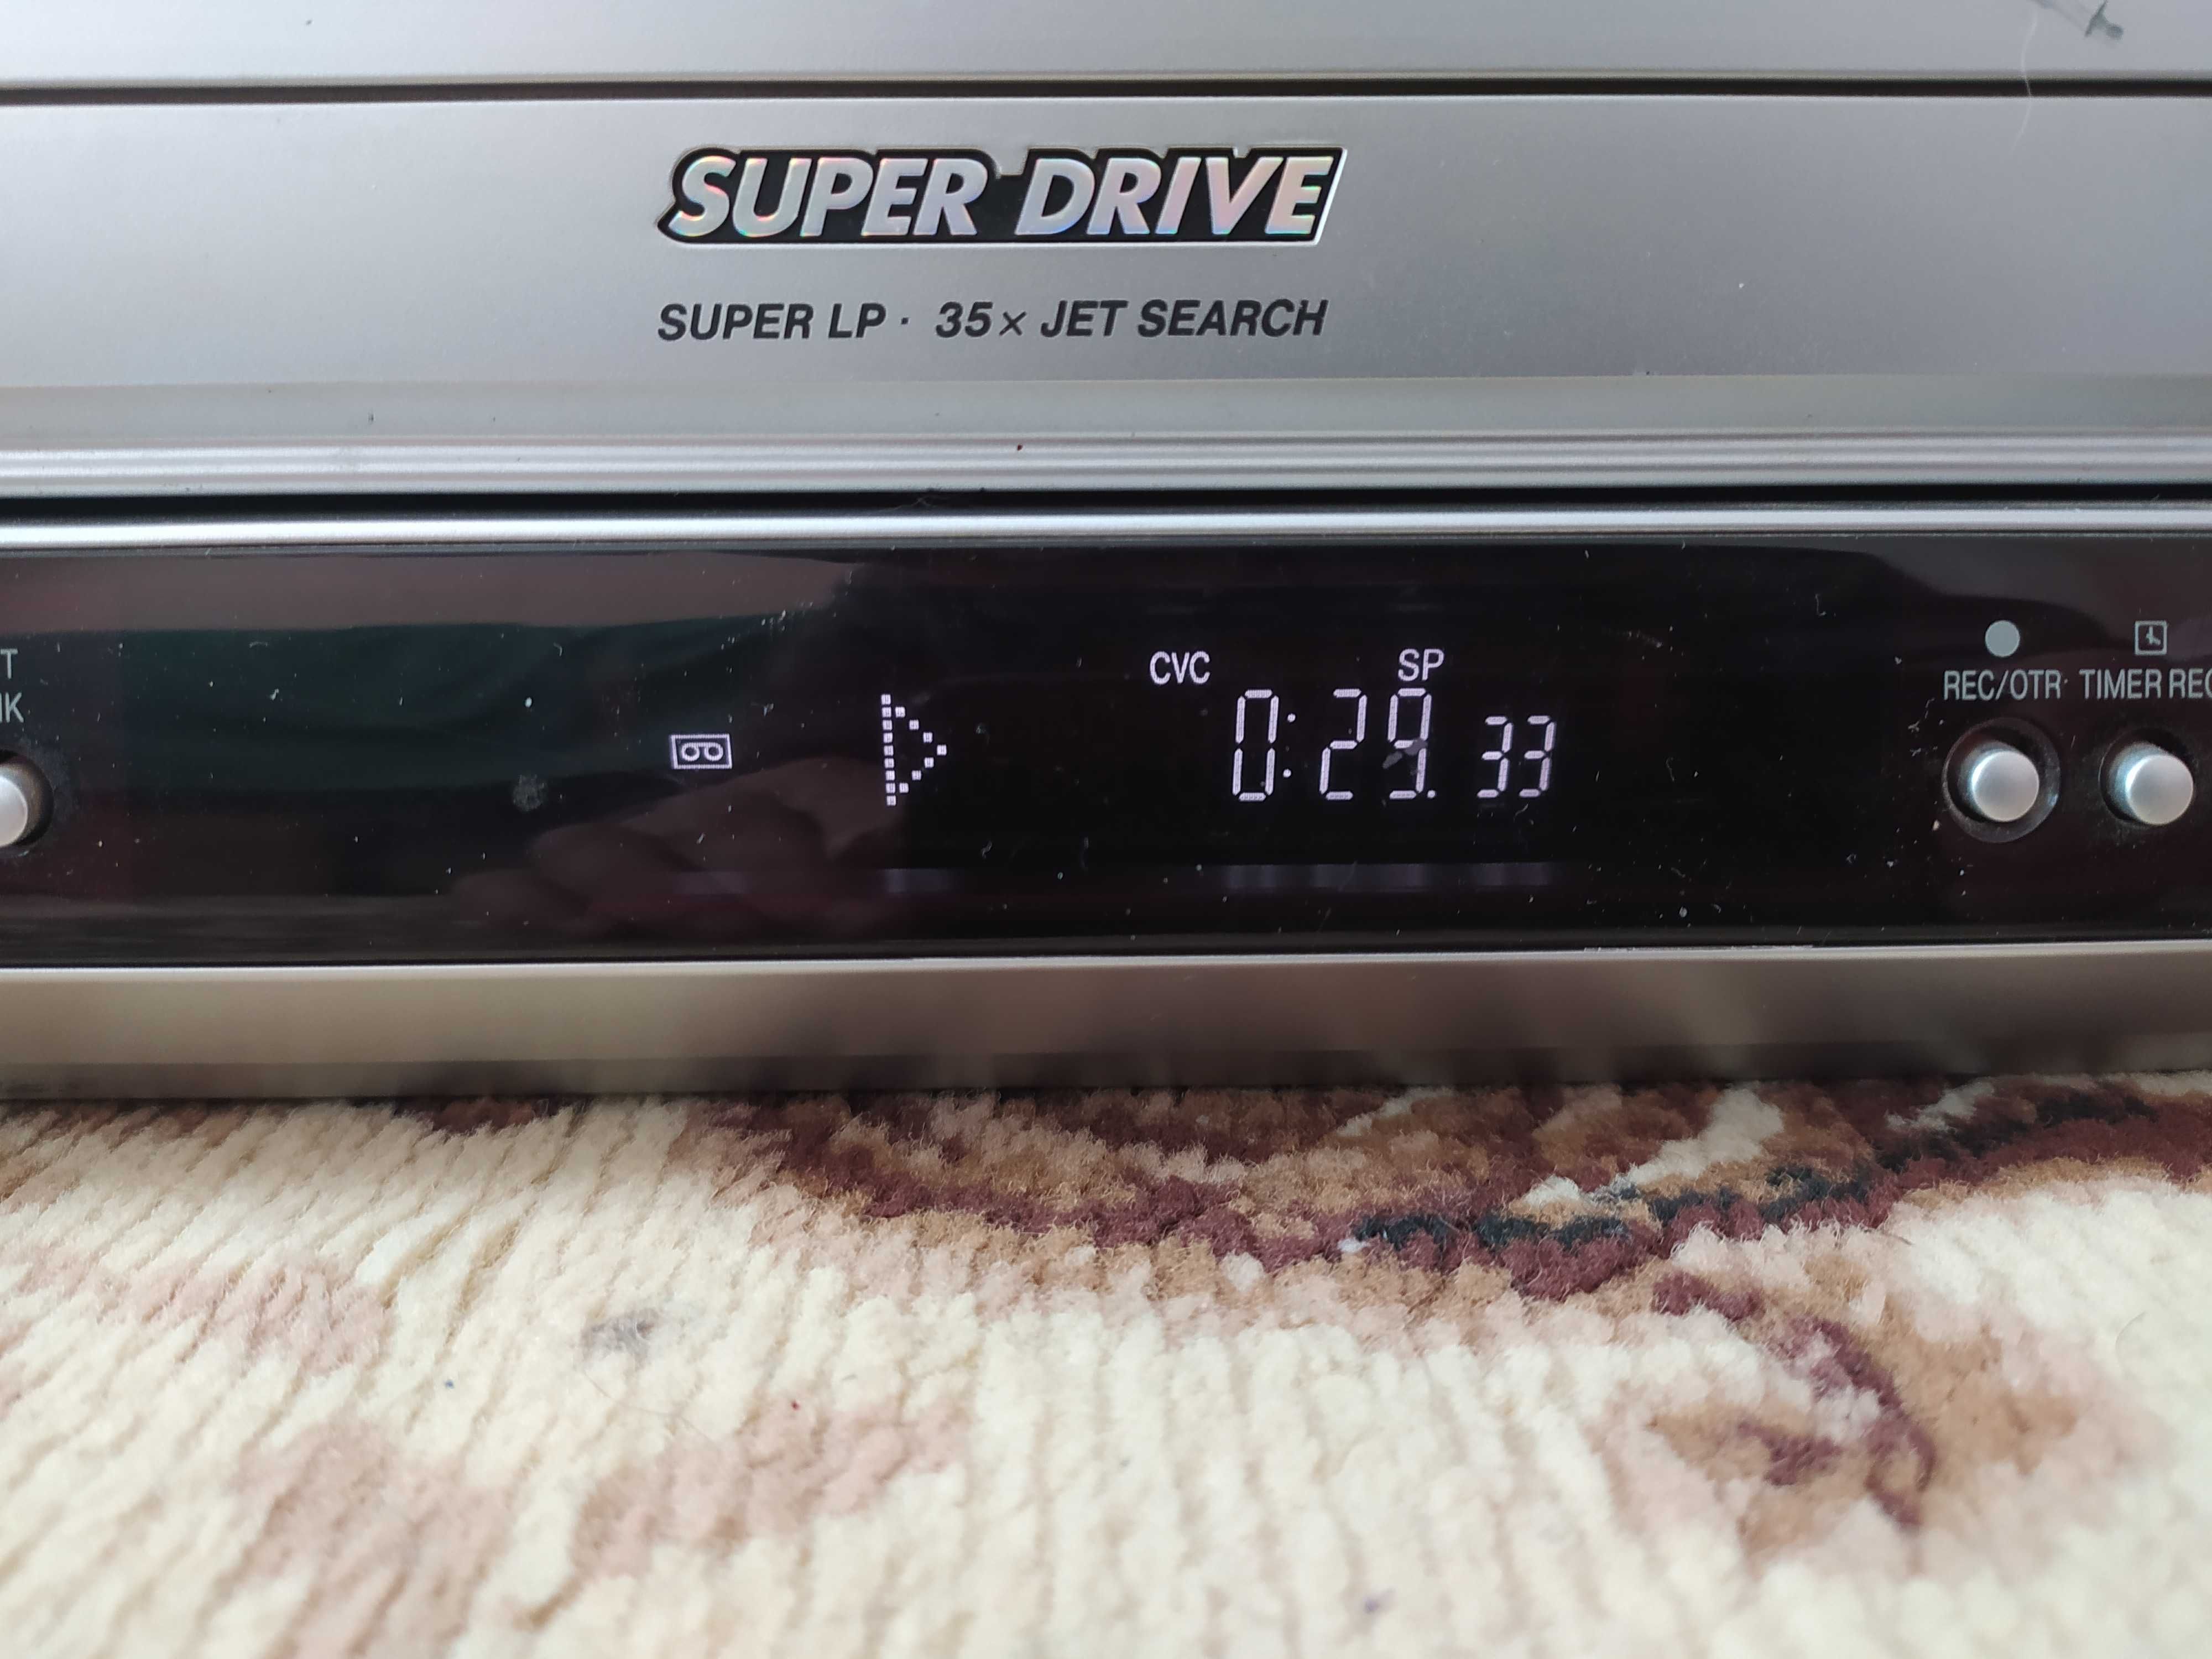 SUPER DRIVE
SUPER LP · 35× JET SEARCH
CVC SP
0:29.33
REC/OTR TIMER REC